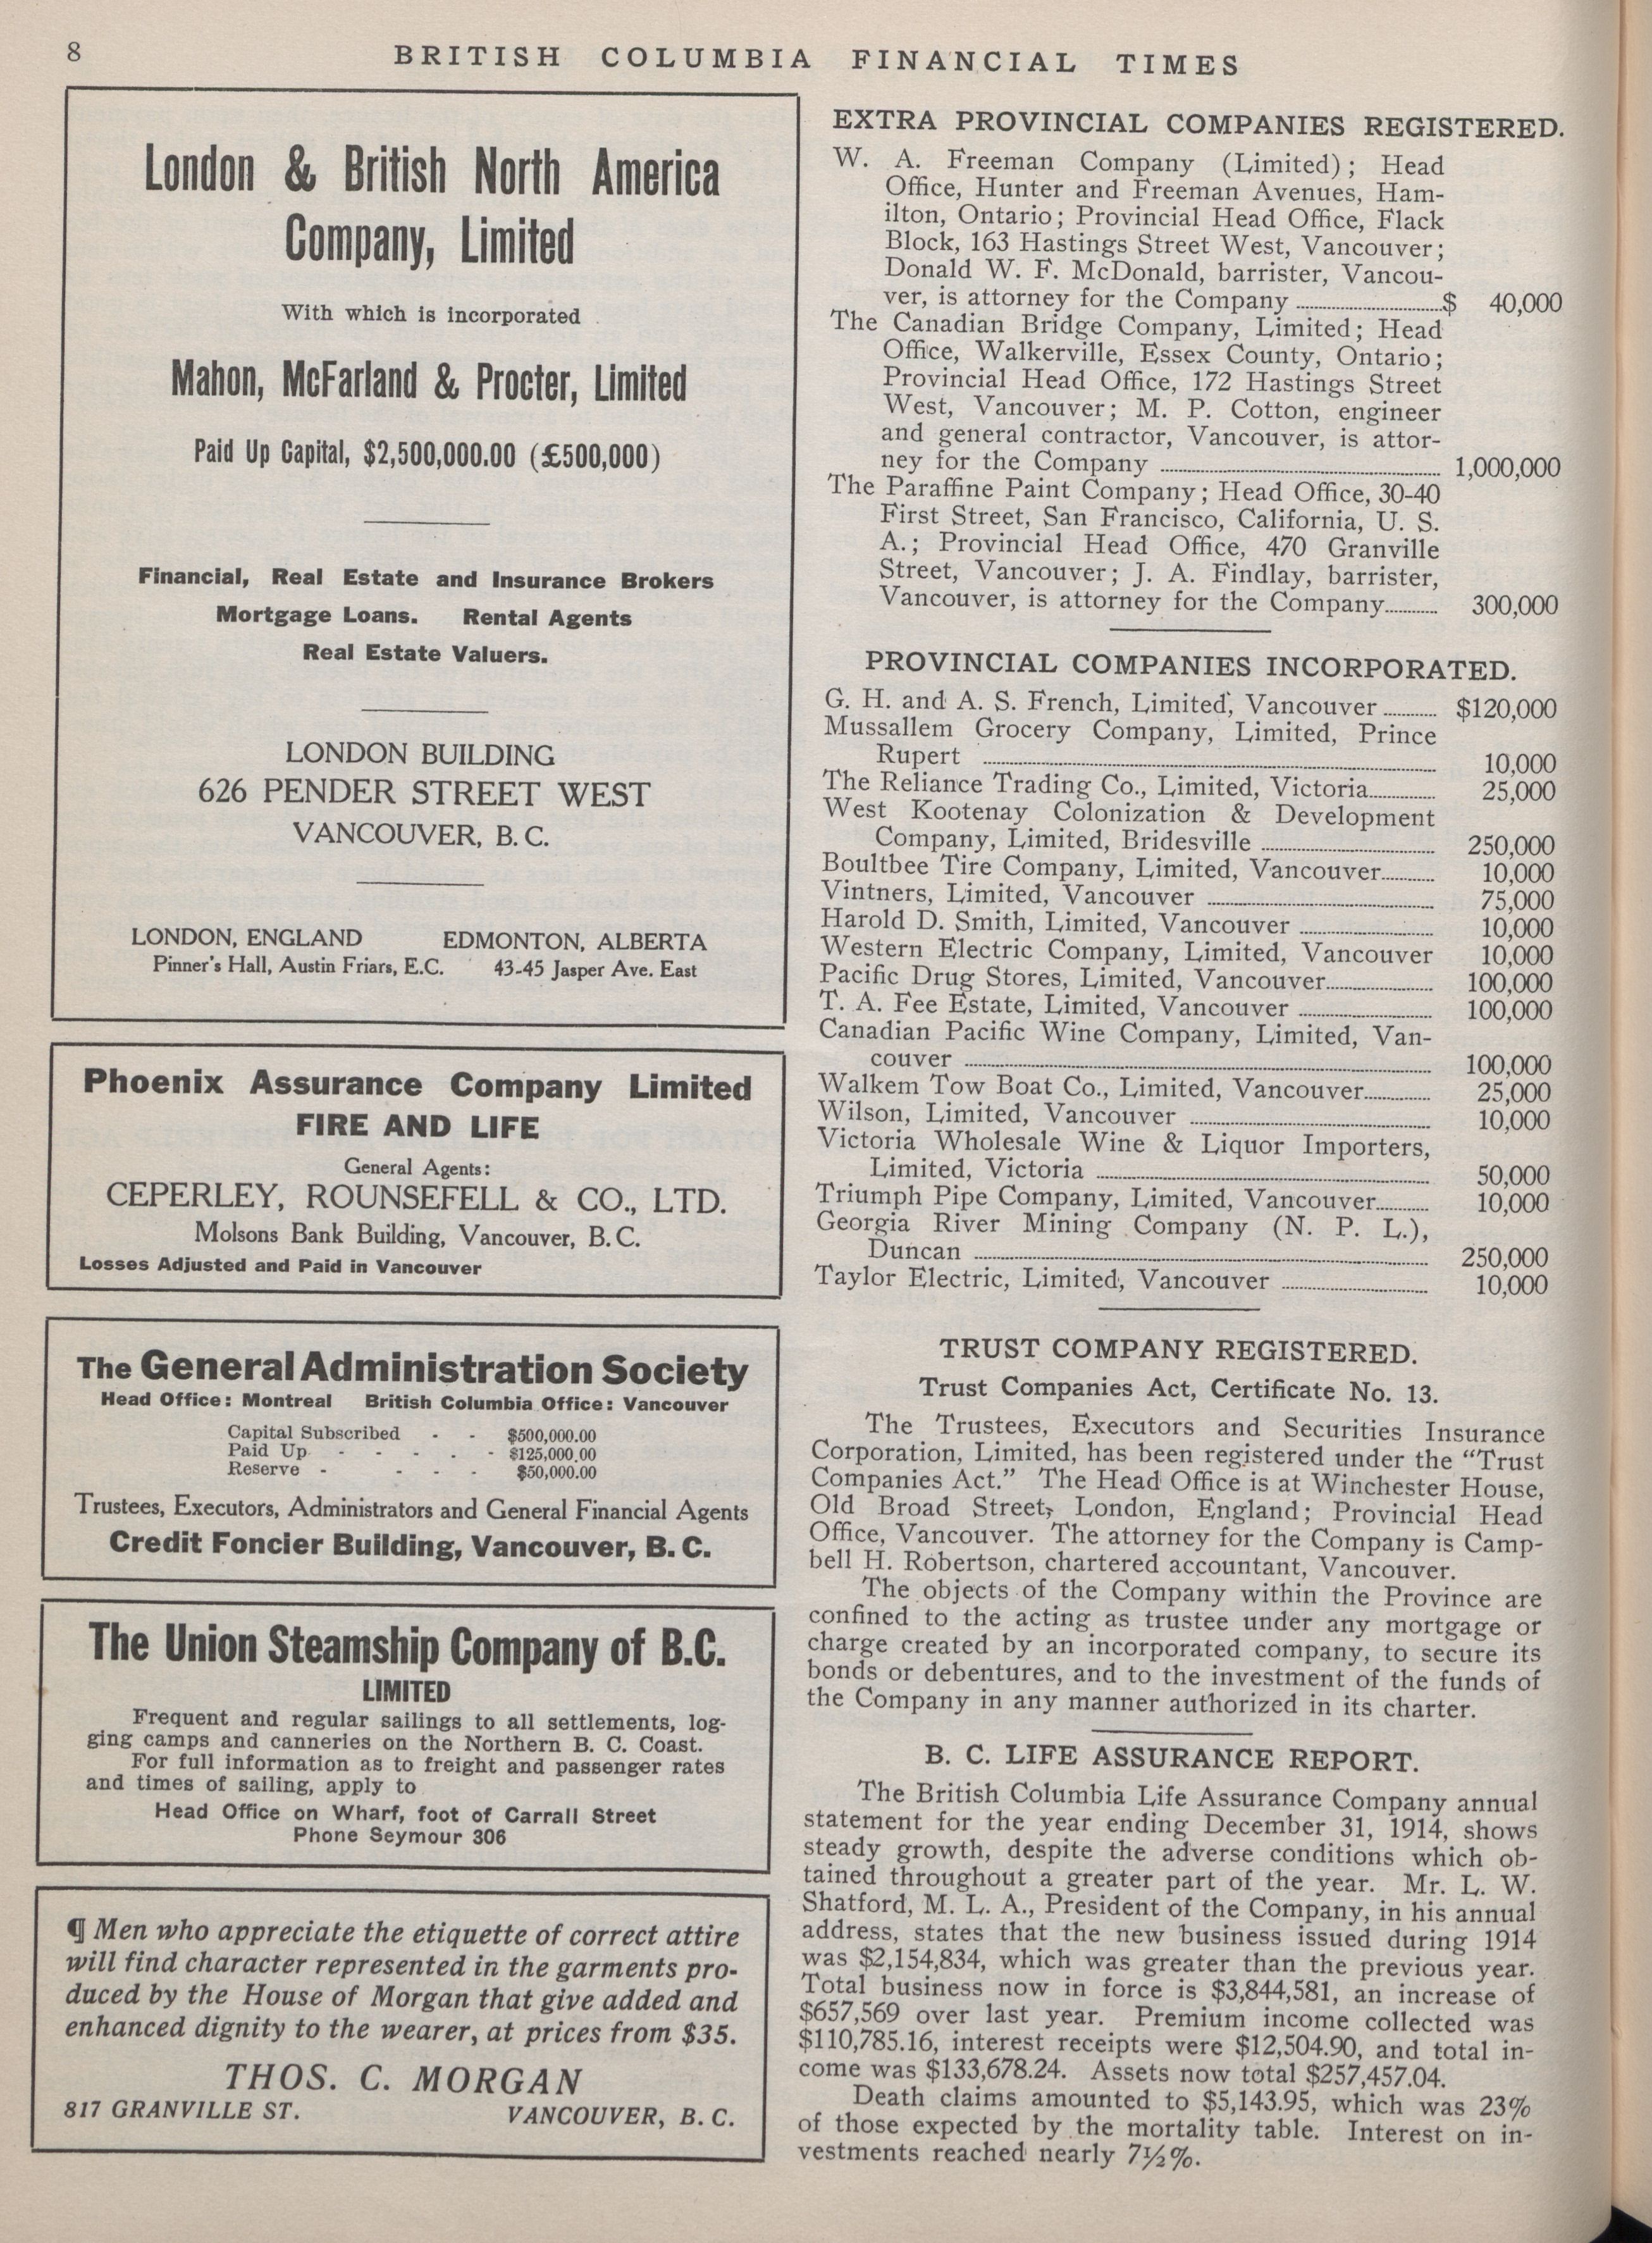 8
BRITISH COLUMBIA FINANCIAL TIMES
London & British North America
Company, Limited
With which is incorporated
Mahon, McFarland & Procter, Limited
Paid Up Capital, $2,500,000.00 (£500,000)
Financial, Real Estate and Insurance Brokers
Mortgage Loans. Rental Agents
Real Estate Valuers.
LONDON BUILDING
626 PENDER STREET WEST
VANCOUVER, B. C.
LONDON, ENGLAND EDMONTON, ALBERTA
Pinner's Hall, Austin Friars, E.C. 43-45 Jasper Ave. East
Phoenix Assurance Company Limited
FIRE AND LIFE
General Agents:
CEPERLEY, ROUNSEFELL & CO., LTD.
Molsons Bank Building, Vancouver, B. C.
Losses Adjusted and Paid in Vancouver
The General Administration Society
Head Office: Montreal British Columbia Office: Vancouver
Capital Subscribed - - $500,000.00
Paid Up - - - - - $125,000.00
Reserve - - - - $50,000.00
Trustees, Executors, Administrators and General Financial Agents
Credit Foncier Building, Vancouver, B. C.
The Union Steamship Company of B.C.
LIMITED
Frequent and regular sailings to all settlements, log-
ging camps and canneries on the Northern B. C. Coast.
For full information as to freight and passenger rates
and times of sailing, apply to
Head Office on Wharf, foot of Carrall Street
Phone Seymour 306
¶ Men who appreciate the etiquette of correct attire
will find character represented in the garments pro-
duced by the House of Morgan that give added and
enhanced dignity to the wearer, at prices from $35.
THOS. C. MORGAN
817 GRANVILLE ST. VANCOUVER, B. C.
EXTRA PROVINCIAL COMPANIES REGISTERED.
W. A. Freeman Company (Limited); Head
Office, Hunter and Freeman Avenues, Ham-
ilton, Ontario; Provincial Head Office, Flack
Block, 163 Hastings Street West, Vancouver;
Donald W. F. McDonald, barrister, Vancou-
ver, is attorney for the Company ........$ 40,000
The Canadian Bridge Company, Limited; Head
Office, Walkerville, Essex County, Ontario;
Provincial Head Office, 172 Hastings Street
West, Vancouver; M. P. Cotton, engineer
and general contractor, Vancouver, is attor-
ney for the Company ........ 1,000,000
The Paraffine Paint Company; Head Office, 30-40
First Street, San Francisco, California, U. S.
A.; Provincial Head Office, 470 Granville
Street, Vancouver; J. A. Findlay, barrister,
Vancouver, is attorney for the Company........ 300,000
PROVINCIAL COMPANIES INCORPORATED.
G. H. and A. S. French, Limited, Vancouver ........ $120,000
Mussallem Grocery Company, Limited, Prince
Rupert ........ 10,000
The Reliance Trading Co., Limited, Victoria........ 25,000
West Kootenay Colonization & Development
Company, Limited, Bridesville ........ 250,000
Boultbee Tire Company, Limited, Vancouver........ 10,000
Vintners, Limited, Vancouver ........ 75,000
Harold D. Smith, Limited, Vancouver ........ 10,000
Western Electric Company, Limited, Vancouver 10,000
Pacific Drug Stores, Limited, Vancouver........ 100,000
T. A. Fee Estate, Limited, Vancouver ........ 100,000
Canadian Pacific Wine Company, Limited, Van-
couver ........ 100,000
Walkem Tow Boat Co., Limited, Vancouver........ 25,000
Wilson, Limited, Vancouver ........ 10,000
Victoria Wholesale Wine & Liquor Importers,
Limited, Victoria ........ 50,000
Triumph Pipe Company, Limited, Vancouver........ 10,000
Georgia River Mining Company (N. P. L.),
Duncan ........ 250,000
Taylor Electric, Limited, Vancouver ........ 10,000
TRUST COMPANY REGISTERED.
Trust Companies Act, Certificate No. 13.
The Trustees, Executors and Securities Insurance
Corporation, Limited, has been registered under the "Trust
Companies Act." The Head Office is at Winchester House,
Old Broad Street, London, England; Provincial Head
Office, Vancouver. The attorney for the Company is Camp-
bell H. Robertson, chartered accountant, Vancouver.
The objects of the Company within the Province are
confined to the acting as trustee under any mortgage or
charge created by an incorporated company, to secure its
bonds or debentures, and to the investment of the funds of
the Company in any manner authorized in its charter.
B. C. LIFE ASSURANCE REPORT.
The British Columbia Life Assurance Company annual
statement for the year ending December 31, 1914, shows
steady growth, despite the adverse conditions which ob-
tained throughout a greater part of the year. Mr. L. W.
Shatford, M. L. A., President of the Company, in his annual
address, states that the new business issued during 1914
was $2,154,834, which was greater than the previous year.
Total business now in force is $3,844,581, an increase of
$657,569 over last year. Premium income collected was
$110,785.16, interest receipts were $12,504.90, and total in-
come was $133,678.24. Assets now total $257,457.04.
Death claims amounted to $5,143.95, which was 23%
of those expected by the mortality table. Interest on in-
vestments reached nearly 7½%.